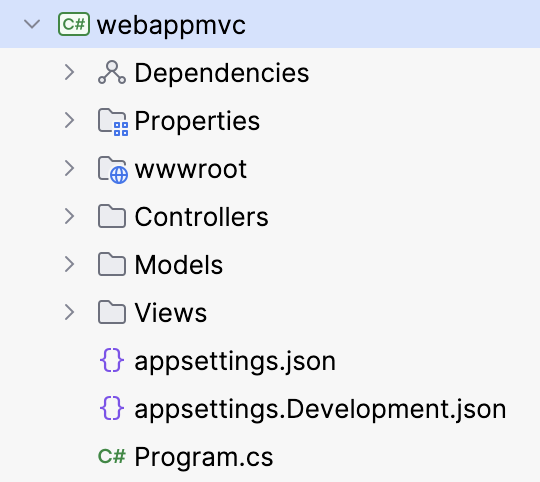 C# webappmvc
Dependencies
Properties
wwwroot
Controllers
Models
Views
{} appsettings.json
{} appsettings.Development.json
C# Program.cs